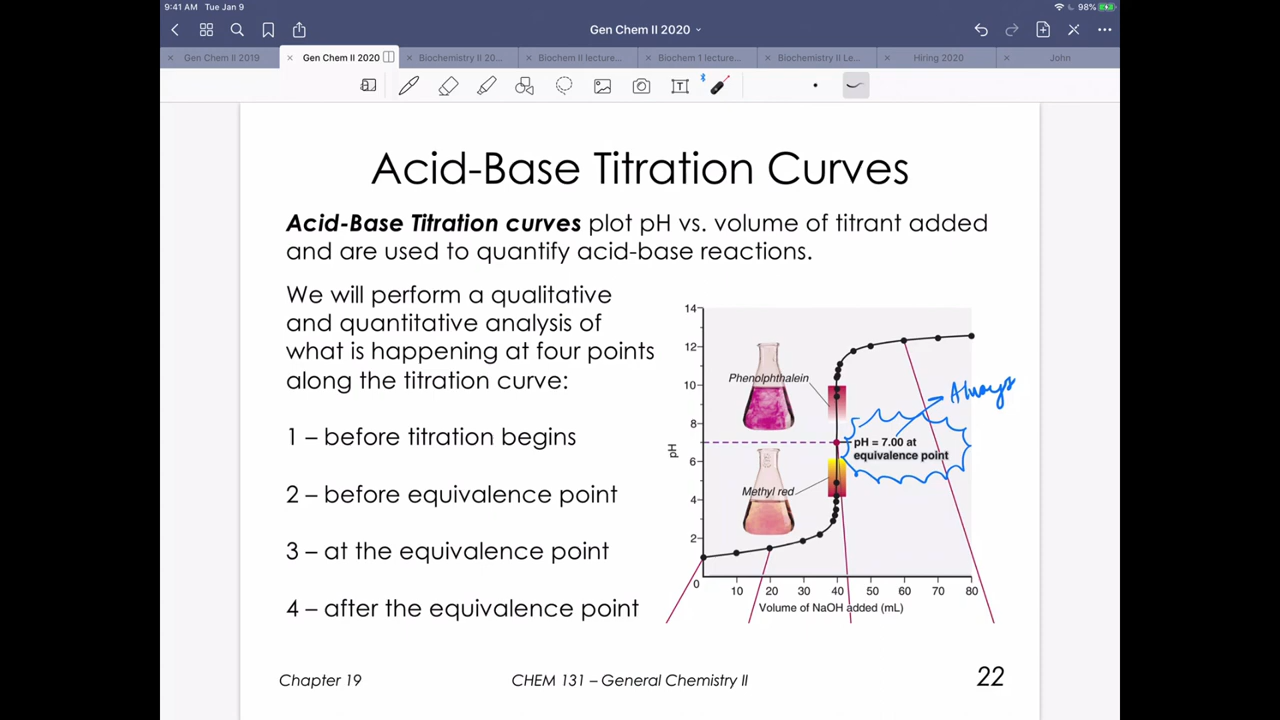 9:41 AM Tue Jan 9
98%
Gen Chem II 2020
Gen Chem II 2019
Gen Chem II 2020
Biochemistry II 20...
Biochem II lecture...
Biochem 1 lecture...
Biochemistry II Le...
Hiring 2020
John
T
Acid-Base Titration Curves
Acid-Base Titration curves plot pH vs. volume of titrant added
and are used to quantify acid-base reactions.
We will perform a qualitative
and quantitative analysis of
what is happening at four points
along the titration curve:
1 – before titration begins
2 – before equivalence point
3 – at the equivalence point
4 – after the equivalence point
14
12
10
8
6
4
2
0
pH
Phenolphthalein
Always
pH = 7.00 at
equivalence point
Methyl red
10 20 30 40 50 60 70 80
Volume of NaOH added (mL)
Chapter 19
CHEM 131 – General Chemistry II
22